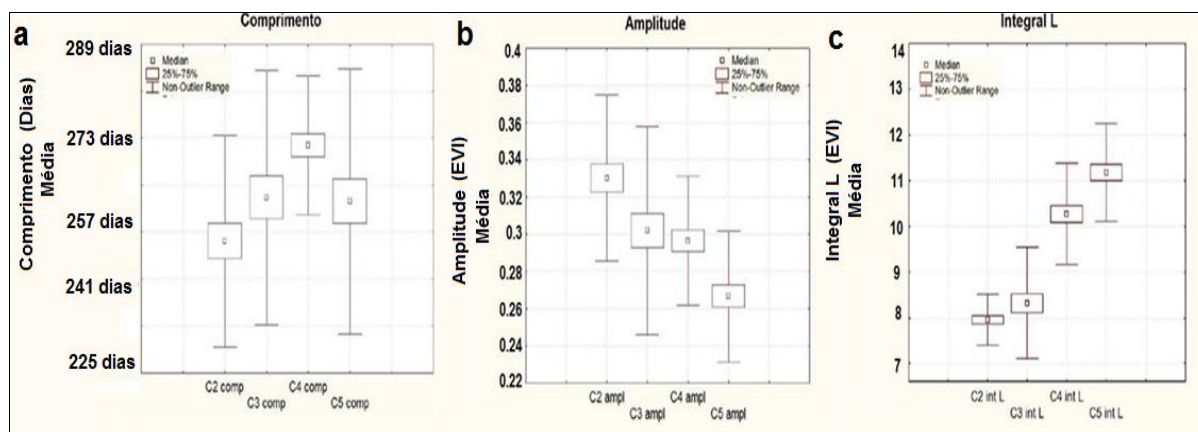 a
Comprimento
289 dias
273 dias
257 dias
241 dias
225 dias
Comprimento (Dias)
Média
Median
25%-75%
Non-Outlier Range
C2 comp
C3 comp
C4 comp
C5 comp
b
Amplitude
0.4
0.38
0.36
0.34
0.32
0.3
0.28
0.26
0.24
0.22
Amplitude (EVI)
Média
Median
25%-75%
Non-Outlier Range
C2 ampl
C3 ampl
C4 ampl
C5 ampl
c
Integral L
14
13
12
11
10
9
8
7
Integral L (EVI)
Média
Median
25%-75%
Non-Outlier Range
C2 int L
C3 int L
C4 int L
C5 int L